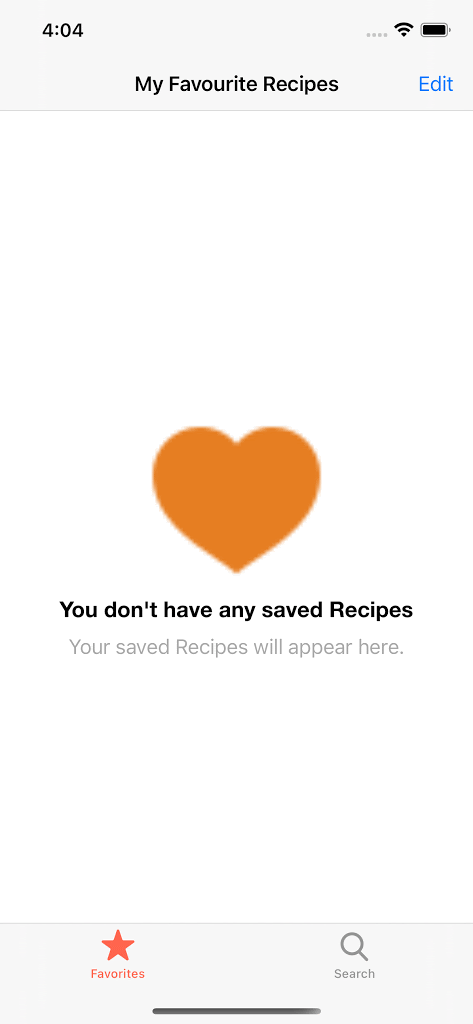 4:04
My Favourite Recipes
Edit
You don't have any saved Recipes
Your saved Recipes will appear here.
Favorites
Search